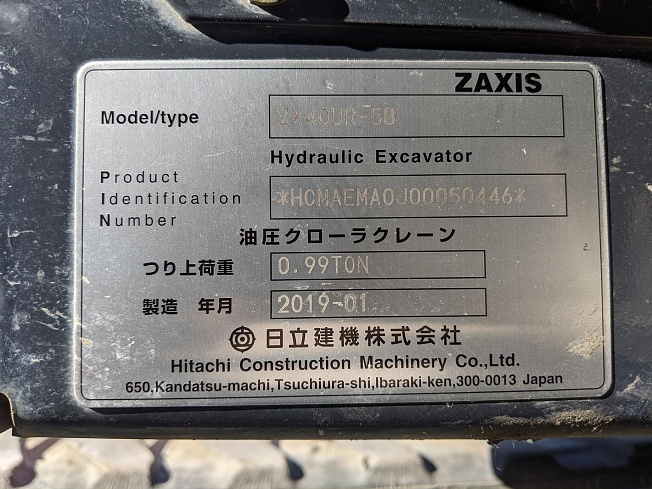 ZAXIS
Model/type ZX40UR-5B
Hydraulic Excavator
Product Identification Number *HCMAEMA0J00050446*
油圧クローラクレーン
つり上荷重 0.99TON
製造 年月 2019-01
日立建機株式会社
Hitachi Construction Machinery Co.,Ltd.
650,Kandatsu-machi,Tsuchiura-shi,Ibaraki-ken,300-0013 Japan